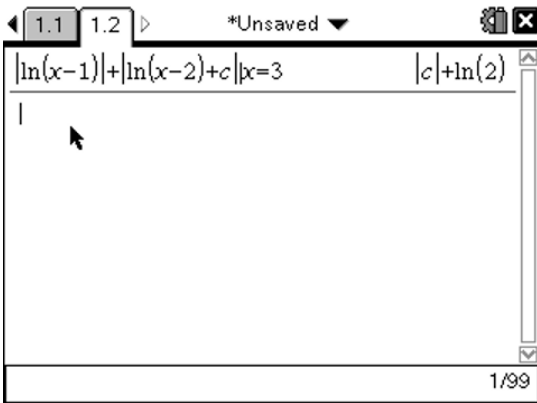 1.1 1.2 *Unsaved
|ln(x-1)|+|ln(x-2)+c||x=3 |c|+ln(2)
1/99